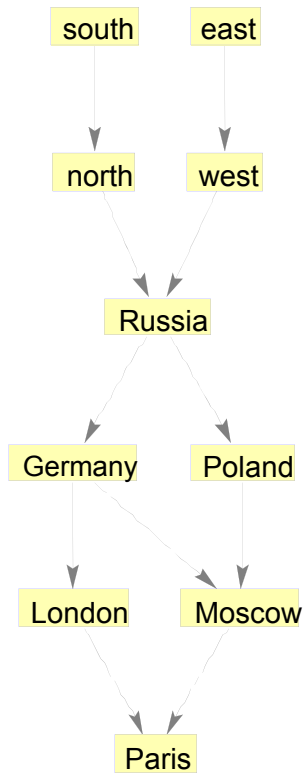 south
east
north
west
Russia
Germany
Poland
London
Moscow
Paris